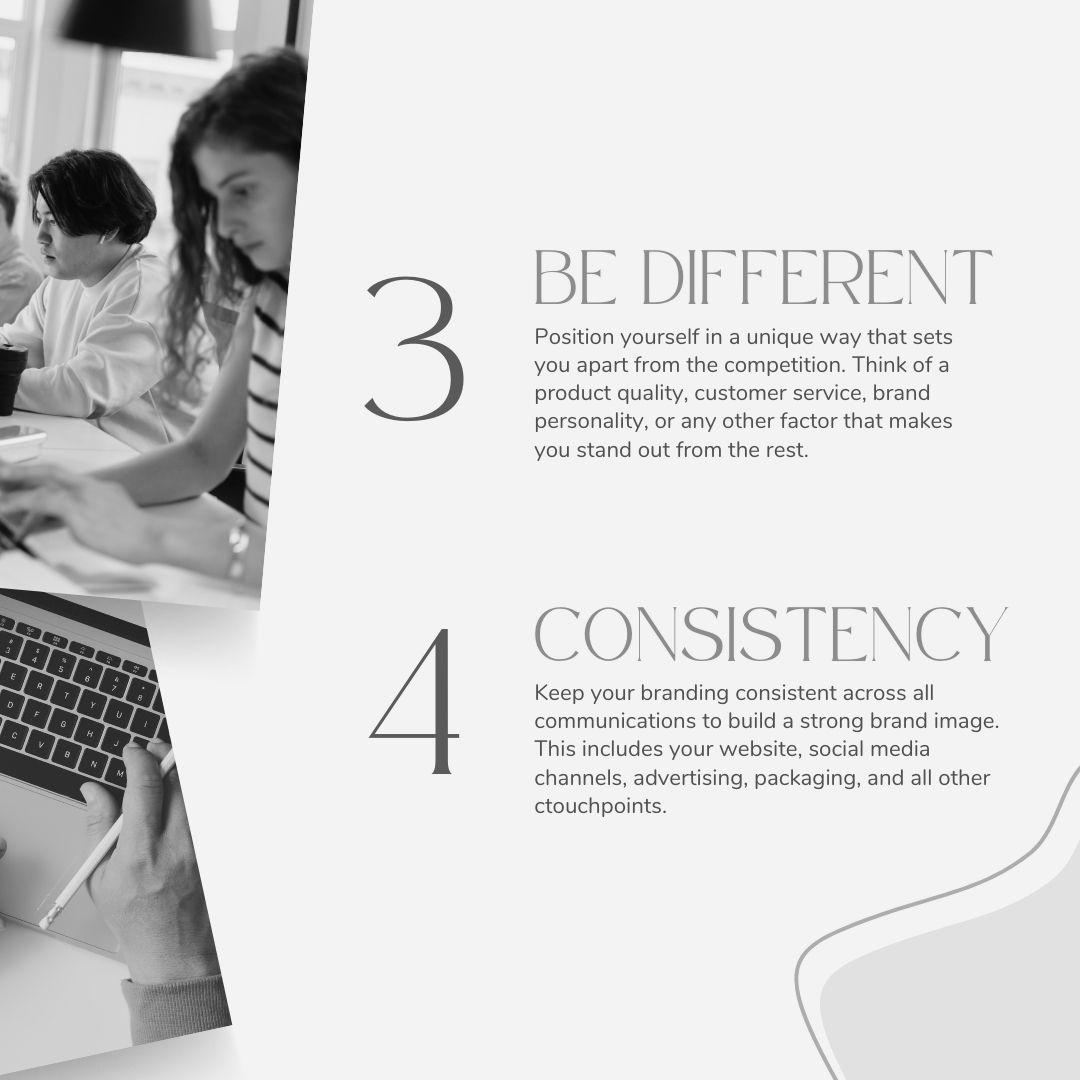 3
BE DIFFERENT
Position yourself in a unique way that sets
you apart from the competition. Think of a
product quality, customer service, brand
personality, or any other factor that makes
you stand out from the rest.
4
CONSISTENCY
Keep your branding consistent across all
communications to build a strong brand image.
This includes your website, social media
channels, advertising, packaging, and all other
ctouchpoints.